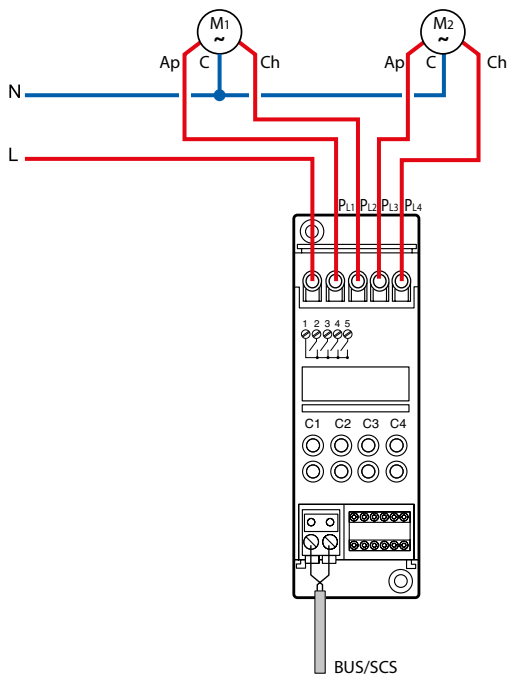 M1 M2
~ ~
Ap C Ch Ap C Ch
N
L
PL1 PL2 PL3 PL4
1 2 3 4 5
C1 C2 C3 C4
BUS/SCS